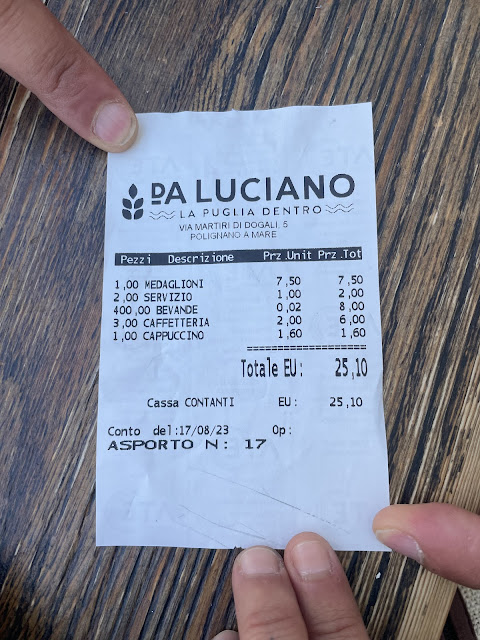 DA LUCIANO
LA PUGLIA DENTRO
VIA MARTIRI DI DOGALI, 5
POLIGNANO A MARE
Pezzi Descrizione Prz.Unit Prz.Tot
1,00 MEDAGLIONI 7,50 7,50
2,00 SERVIZIO 1,00 2,00
400,00 BEVANDE 0,02 8,00
3,00 CAFFETTERIA 2,00 6,00
1,00 CAPPUCCINO 1,60 1,60
====================
Totale EU: 25,10
Cassa CONTANTI EU: 25,10
Conto del:17/08/23 Op:
ASPORTO N: 17